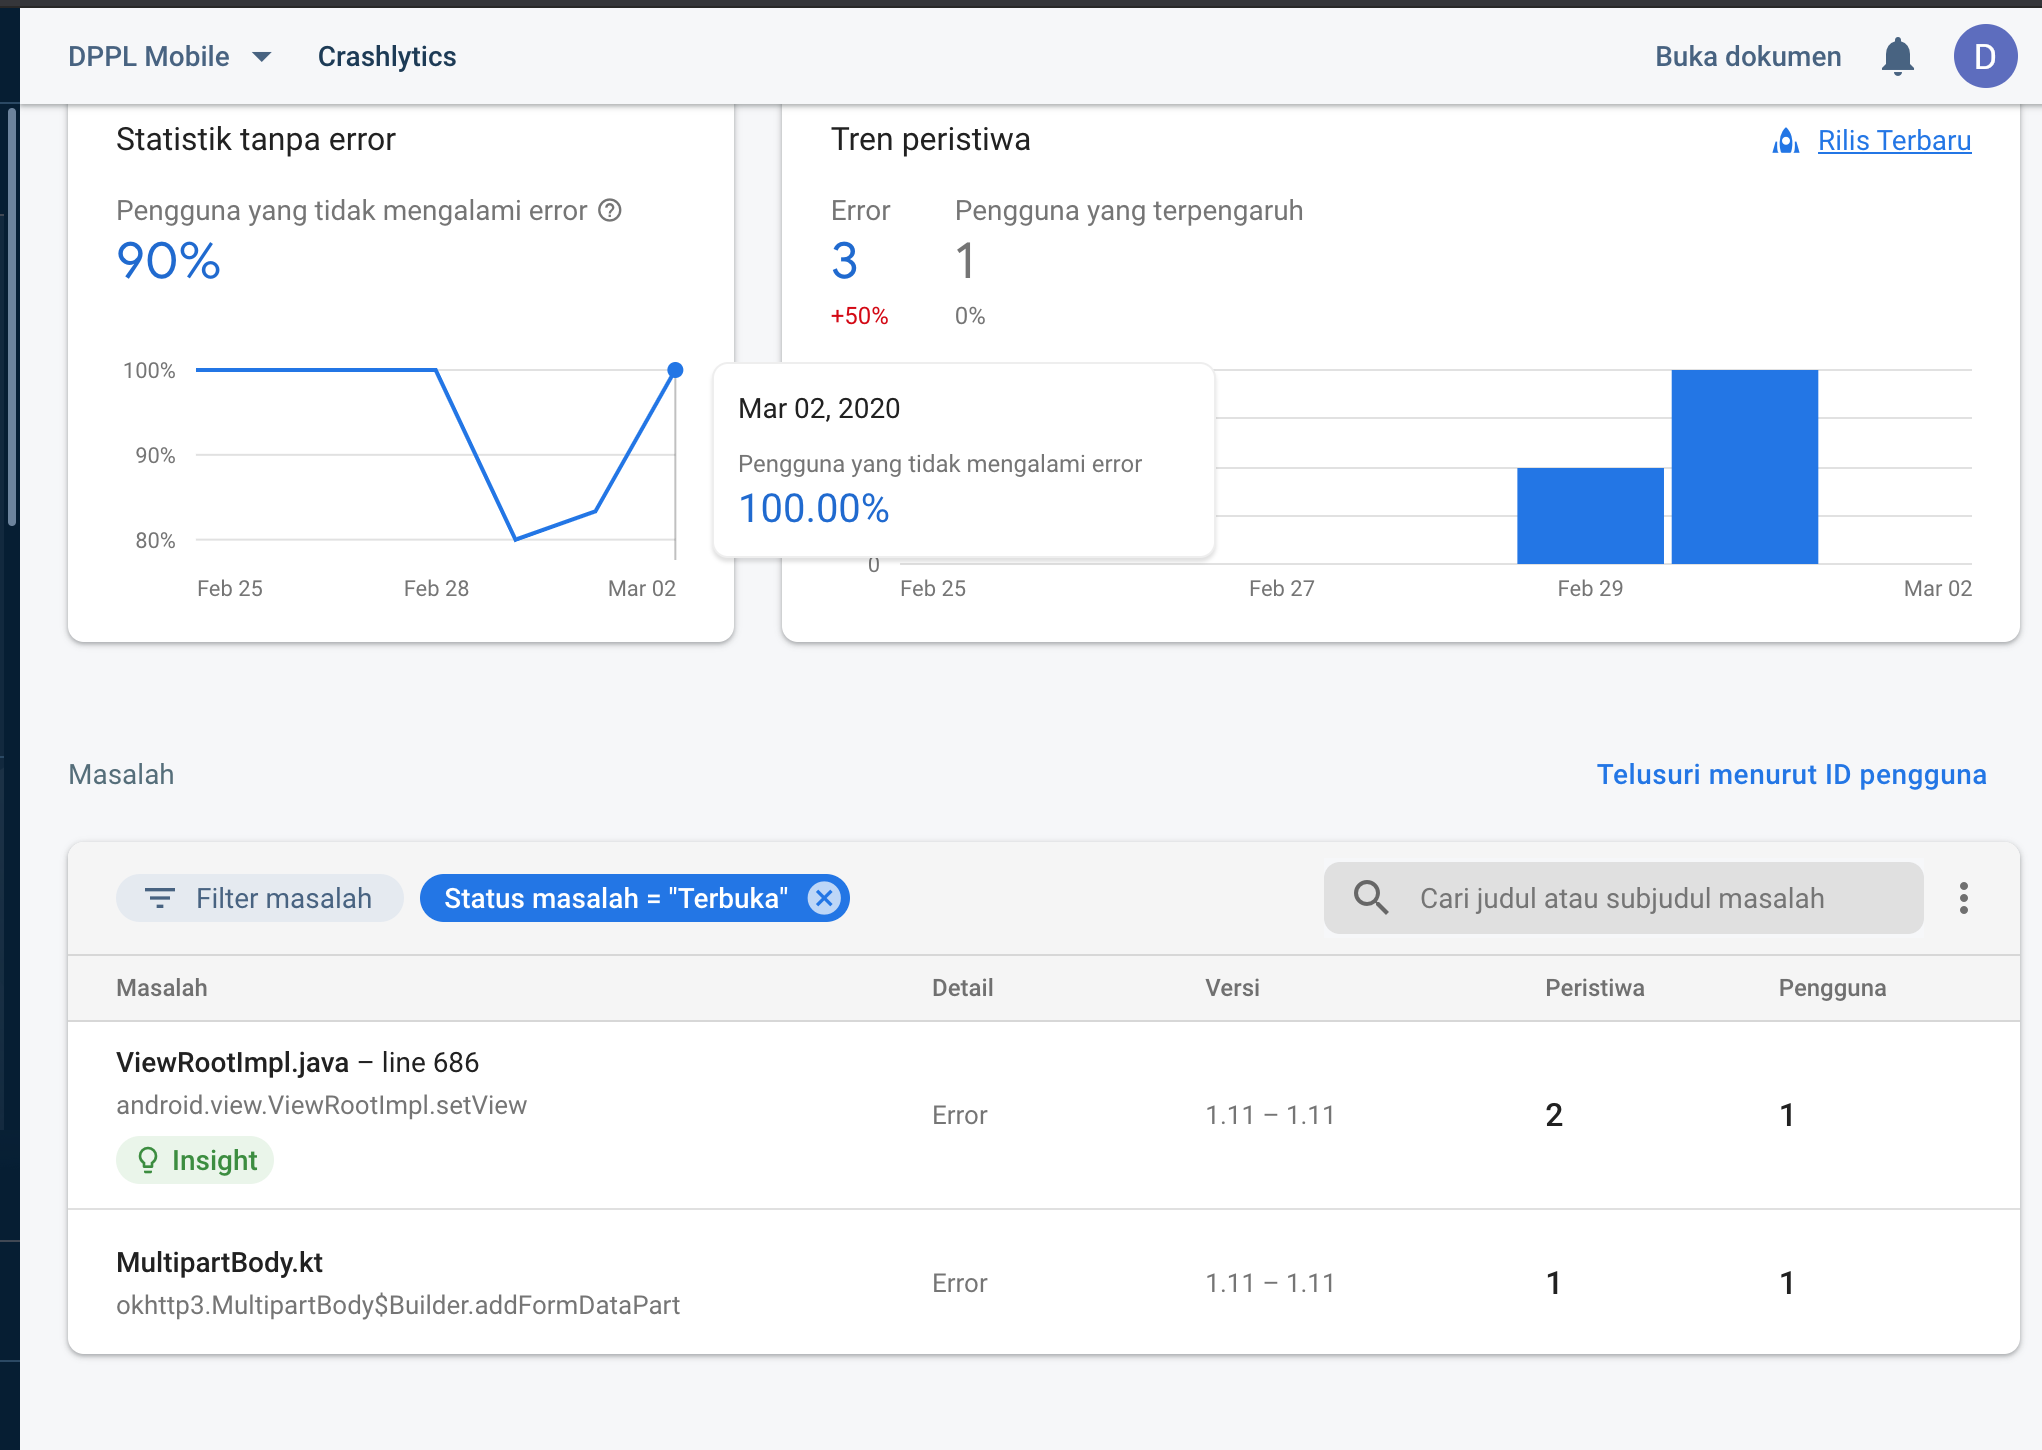 DPPL Mobile
Crashlytics
Buka dokumen
D
Statistik tanpa error
Pengguna yang tidak mengalami error
90%
100%
90%
80%
Feb 25
Feb 28
Mar 02
Tren peristiwa
Rilis Terbaru
Error
Pengguna yang terpengaruh
3
1
+50%
0%
Mar 02, 2020
Pengguna yang tidak mengalami error
100.00%
0
Feb 25
Feb 27
Feb 29
Mar 02
Masalah
Telusuri menurut ID pengguna
Filter masalah
Status masalah = "Terbuka"
Cari judul atau subjudul masalah
Masalah
Detail
Versi
Peristiwa
Pengguna
ViewRootImpl.java – line 686
android.view.ViewRootImpl.setView
Insight
Error
1.11 – 1.11
2
1
MultipartBody.kt
okhttp3.MultipartBody$Builder.addFormDataPart
Error
1.11 – 1.11
1
1